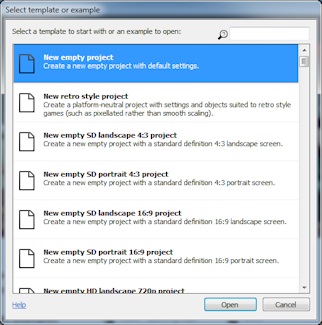 Select template or example
Select a template to start with or an example to open:
New empty project
Create a new empty project with default settings.
New retro style project
Create a platform-neutral project with settings and objects suited to retro style
games (such as pixellated rather than smooth scaling).
New empty SD landscape 4:3 project
Create a new empty project with a standard definition 4:3 landscape screen.
New empty SD portrait 4:3 project
Create a new empty project with a standard definition 4:3 portrait screen.
New empty SD landscape 16:9 project
Create a new empty project with a standard definition 16:9 landscape screen.
New empty SD portrait 16:9 project
Create a new empty project with a standard definition 16:9 portrait screen.
New empty HD landscape 720p project
Help
Open
Cancel